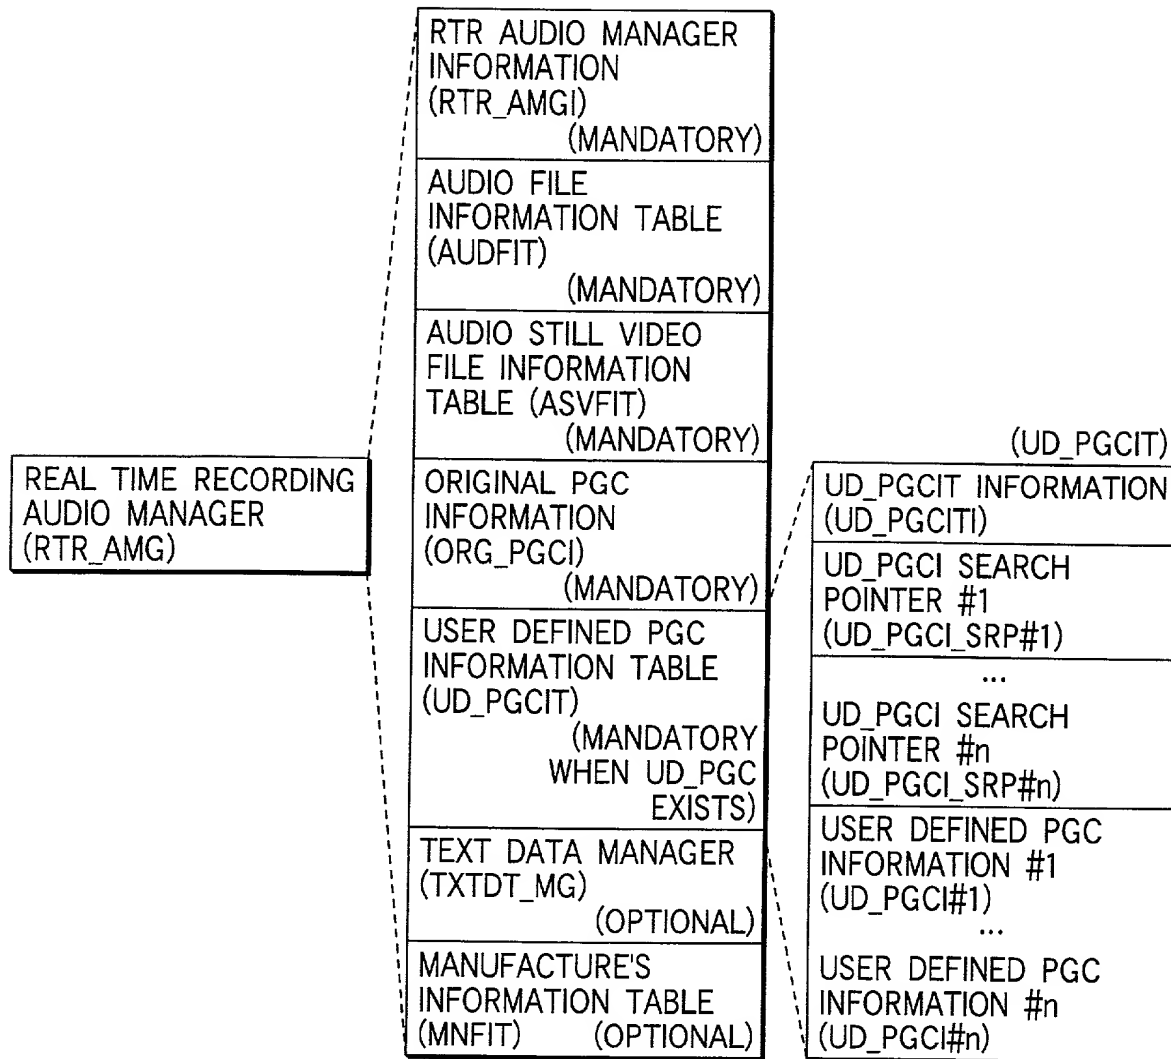 REAL TIME RECORDING
AUDIO MANAGER
(RTR_AMG)
RTR AUDIO MANAGER
INFORMATION
(RTR_AMGI)
(MANDATORY)
AUDIO FILE
INFORMATION TABLE
(AUDFIT)
(MANDATORY)
AUDIO STILL VIDEO
FILE INFORMATION
TABLE (ASVFIT)
(MANDATORY)
ORIGINAL PGC
INFORMATION
(ORG_PGCI)
(MANDATORY)
USER DEFINED PGC
INFORMATION TABLE
(UD_PGCIT)
(MANDATORY
WHEN UD_PGC
EXISTS)
TEXT DATA MANAGER
(TXTDT_MG)
(OPTIONAL)
MANUFACTURE'S
INFORMATION TABLE
(MNFIT) (OPTIONAL)
(UD_PGCIT)
UD_PGCIT INFORMATION
(UD_PGCITI)
UD_PGCI SEARCH
POINTER #1
(UD_PGCI_SRP#1)
...
UD_PGCI SEARCH
POINTER #n
(UD_PGCI_SRP#n)
USER DEFINED PGC
INFORMATION #1
(UD_PGCI#1)
...
USER DEFINED PGC
INFORMATION #n
(UD_PGCI#n)